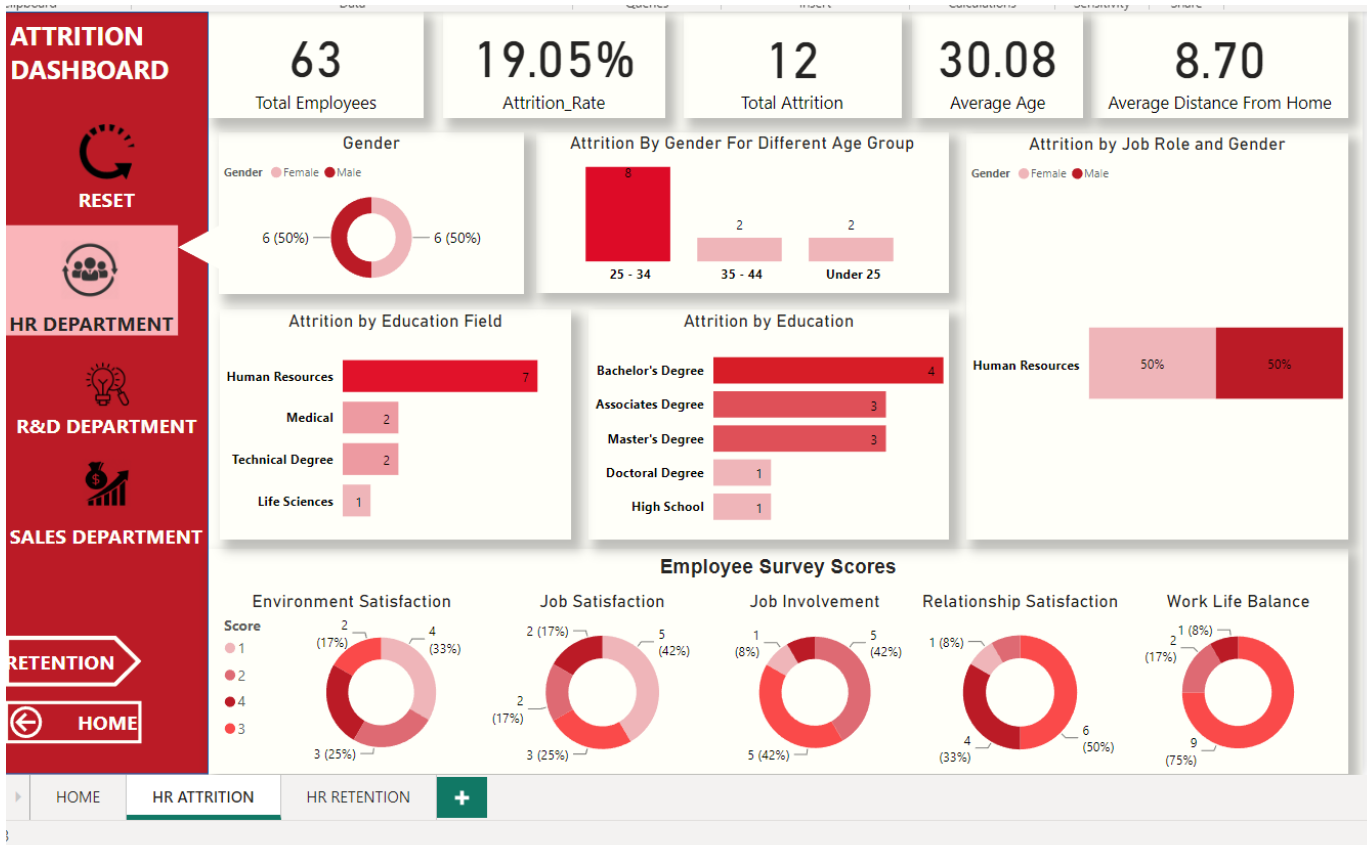 ATTRITION
DASHBOARD
RESET
HR DEPARTMENT
R&D DEPARTMENT
SALES DEPARTMENT
RETENTION
HOME
63
Total Employees
19.05%
Attrition_Rate
12
Total Attrition
30.08
Average Age
8.70
Average Distance From Home
Gender
Gender Female Male
6 (50%)
6 (50%)
Attrition By Gender For Different Age Group
8
2
2
25 - 34
35 - 44
Under 25
Attrition by Job Role and Gender
Gender Female Male
Human Resources
50%
50%
Attrition by Education Field
Human Resources
7
Medical
2
Technical Degree
2
Life Sciences
1
Attrition by Education
Bachelor's Degree
4
Associates Degree
3
Master's Degree
3
Doctoral Degree
1
High School
1
Employee Survey Scores
Environment Satisfaction
Score
1
2
4
3
2
(17%)
4
(33%)
3 (25%)
Job Satisfaction
2 (17%)
5
(42%)
2
(17%)
3 (25%)
Job Involvement
1
(8%)
5
(42%)
5 (42%)
Relationship Satisfaction
1 (8%)
4
(33%)
6
(50%)
Work Life Balance
1 (8%)
2
(17%)
9
(75%)
HOME
HR ATTRITION
HR RETENTION